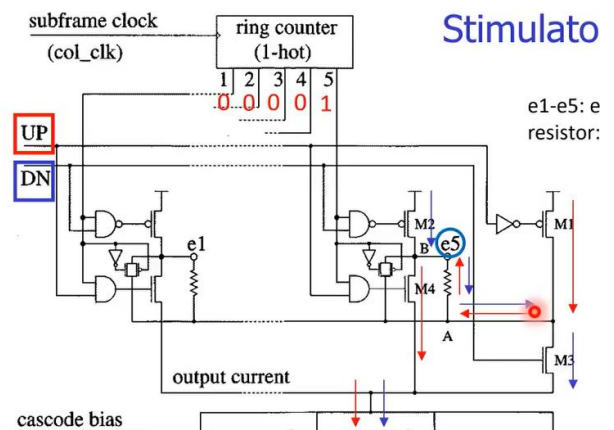 Stimulato
subframe clock
(col_clk)
ring counter
(1-hot)
1 2 3 4 5
0 0 0 0 1
e1-e5: e
resistor:
UP
DN
M2
M1
e1
B
e5
M4
A
M3
output current
cascode bias